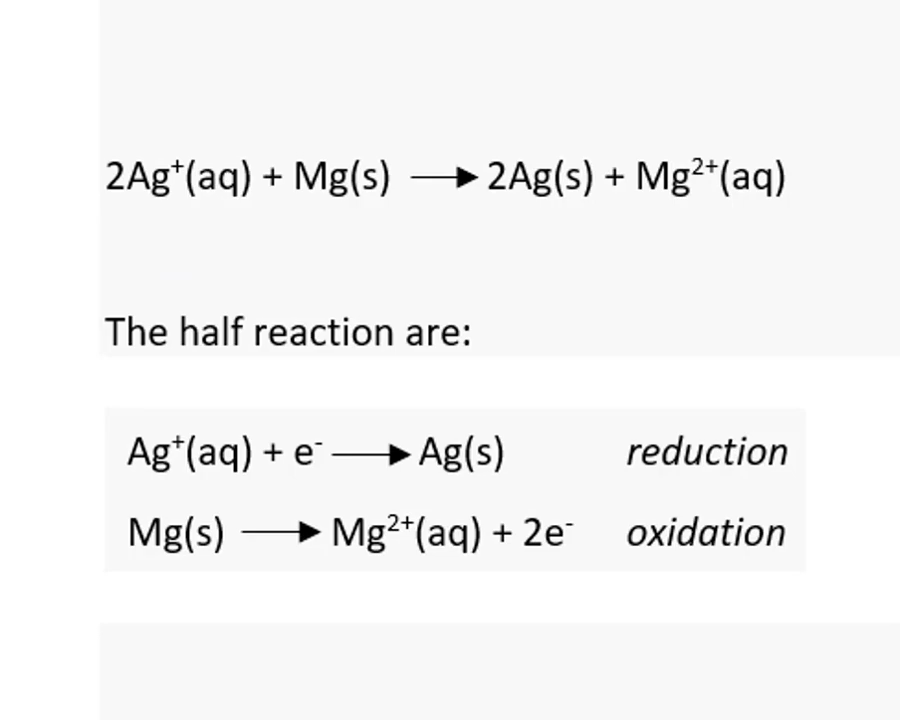 2Ag⁺(aq) + Mg(s) ⟶ 2Ag(s) + Mg²⁺(aq)
The half reaction are:
Ag⁺(aq) + e⁻ ⟶ Ag(s) reduction
Mg(s) ⟶ Mg²⁺(aq) + 2e⁻ oxidation